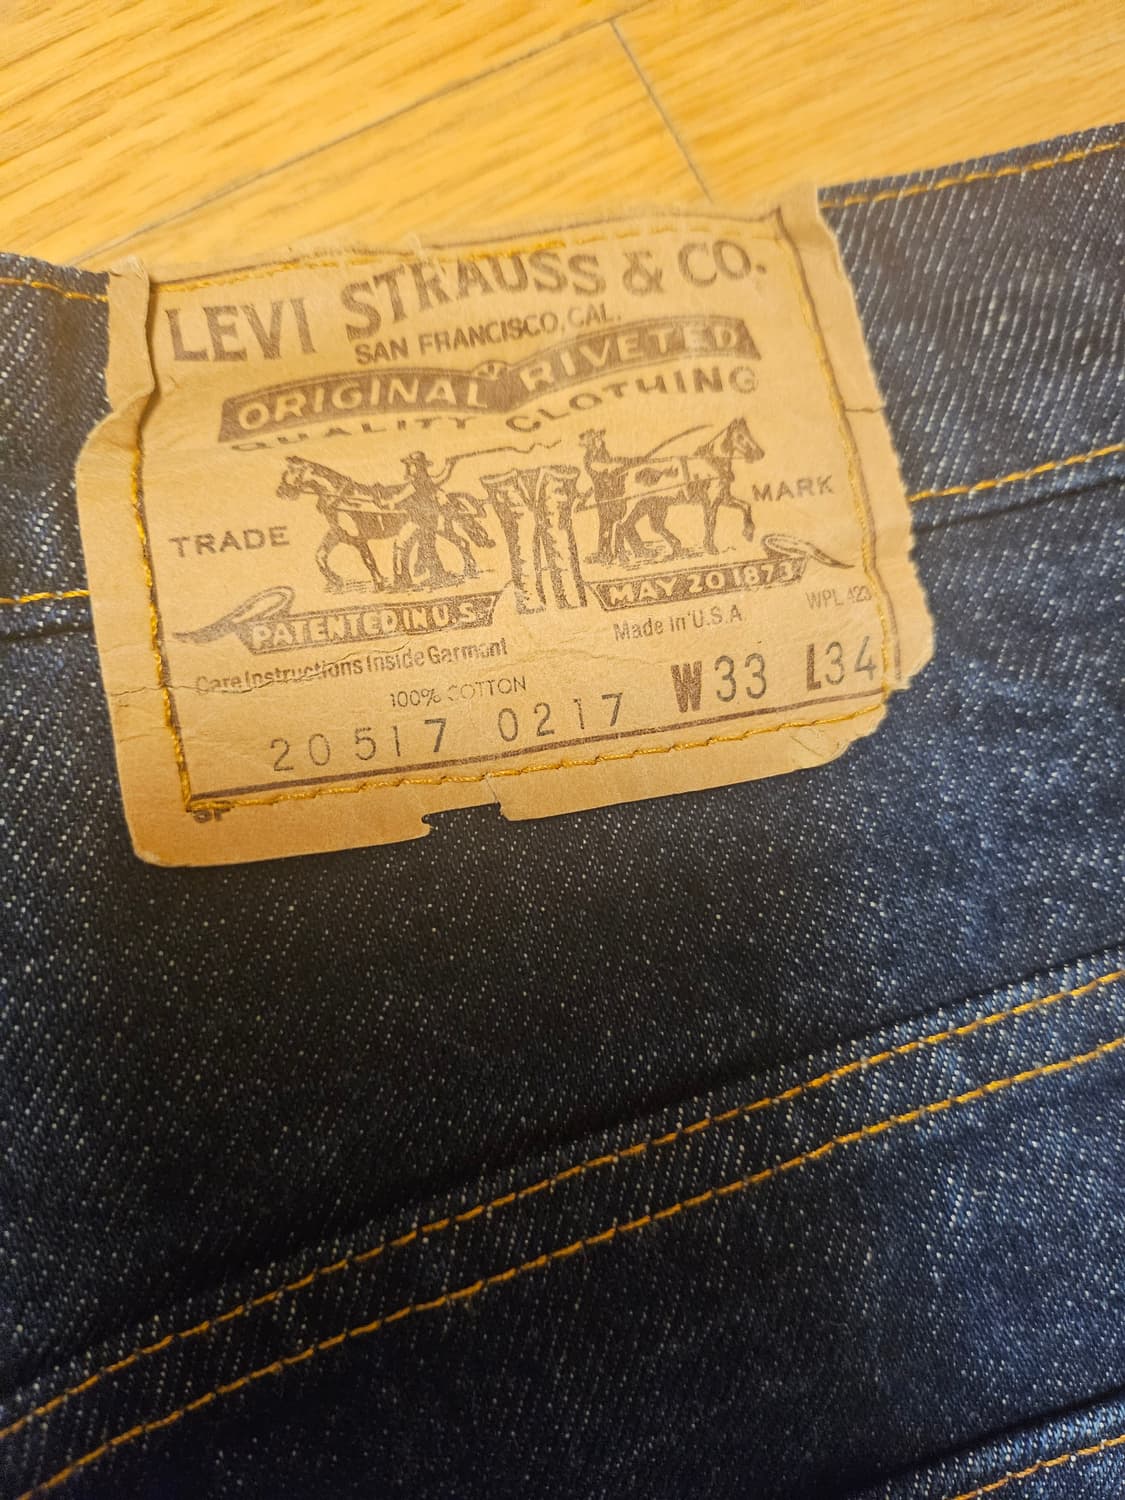 LEVI STRAUSS & CO.
SAN FRANCISCO, CAL.
ORIGINAL RIVETED
QUALITY CLOTHING
TRADE MARK
PATENTED IN U.S. MAY 20 1873
WPL 423
Care Instructions Inside Garment Made in U.S.A
100% COTTON
20517 0217 W33 L34
SF